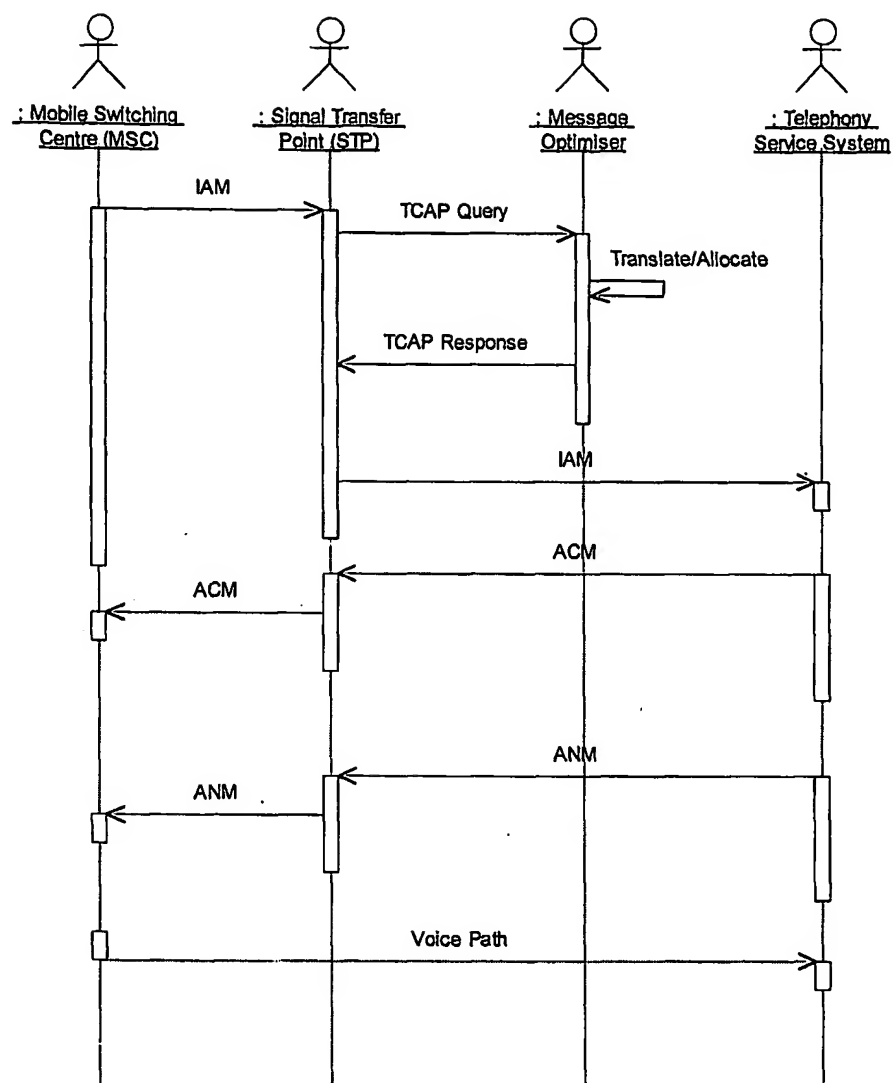 : Mobile Switching
Centre (MSC)
: Signal Transfer
Point (STP)
: Message
Optimiser
: Telephony
Service System
IAM
TCAP Query
Translate/Allocate
TCAP Response
IAM
ACM
ACM
ANM
ANM
Voice Path